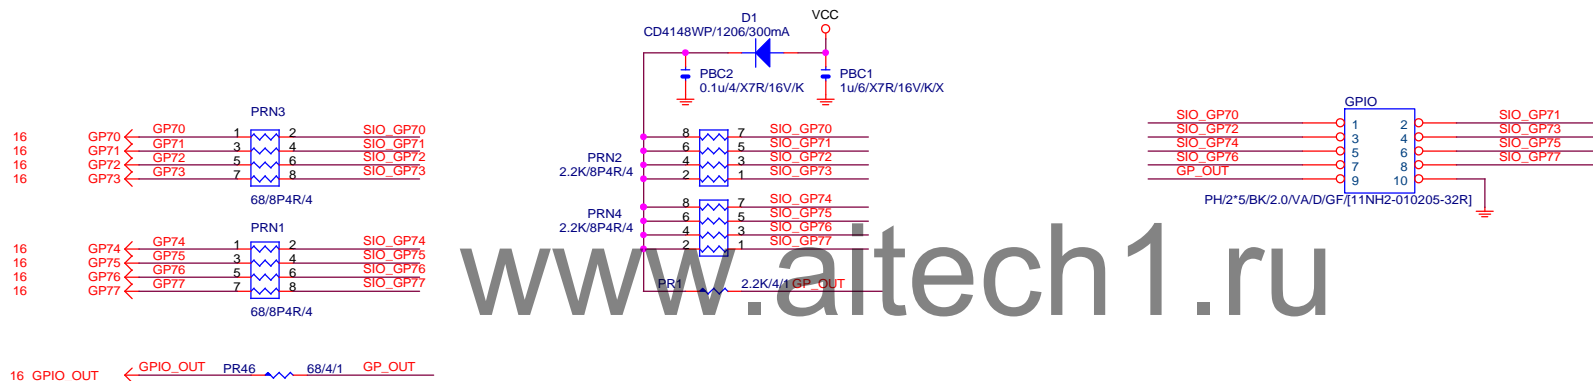 D1
VCC
CD4148WP/1206/300mA
PBC2
0.1u/4/X7R/16V/K
PBC1
1u/6/X7R/16V/K/X
PRN3
16 GP70 GP70 1 2 SIO_GP70
16 GP71 GP71 3 4 SIO_GP71
16 GP72 GP72 5 6 SIO_GP72
16 GP73 GP73 7 8 SIO_GP73
68/8P4R/4
PRN1
16 GP74 GP74 1 2 SIO_GP74
16 GP75 GP75 3 4 SIO_GP75
16 GP76 GP76 5 6 SIO_GP76
16 GP77 GP77 7 8 SIO_GP77
68/8P4R/4
16 GPIO_OUT GPIO_OUT PR46 68/4/1 GP_OUT
PRN2
2.2K/8P4R/4
8 7 SIO_GP70
6 5 SIO_GP71
4 3 SIO_GP72
2 1 SIO_GP73
PRN4
2.2K/8P4R/4
8 7 SIO_GP74
6 5 SIO_GP75
4 3 SIO_GP76
2 1 SIO_GP77
PR1 2.2K/4/1 GP_OUT
GPIO
SIO_GP70 1 2 SIO_GP71
SIO_GP72 3 4 SIO_GP73
SIO_GP74 5 6 SIO_GP75
SIO_GP76 7 8 SIO_GP77
GP_OUT 9 10
PH/2*5/BK/2.0/VA/D/GF/[11NH2-010205-32R]
www.aitech1.ru